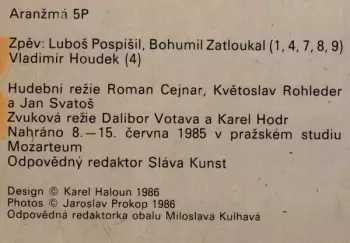 Aranžmá 5P
Zpěv: Luboš Pospíšil, Bohumil Zatloukal (1, 4, 7, 8, 9)
Vladimír Houdek (4)
Hudební režie Roman Cejnar, Květoslav Rohleder
a Jan Svatoš
Zvuková režie Dalibor Votava a Karel Hodr
Nahráno 8.—15. června 1985 v pražském studiu
Mozarteum
Odpovědný redaktor Sláva Kunst
Design © Karel Haloun 1986
Photos © Jaroslav Prokop 1986
Odpovědná redaktorka obalu Miloslava Kulhavá